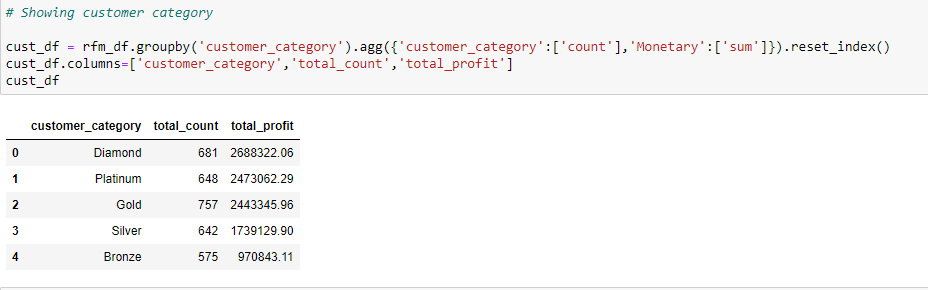 # Showing customer category
cust_df = rfm_df.groupby('customer_category').agg({'customer_category':['count'],'Monetary':['sum']}).reset_index()
cust_df.columns=['customer_category','total_count','total_profit']
cust_df
customer_category total_count total_profit
0 Diamond 681 2688322.06
1 Platinum 648 2473062.29
2 Gold 757 2443345.96
3 Silver 642 1739129.90
4 Bronze 575 970843.11